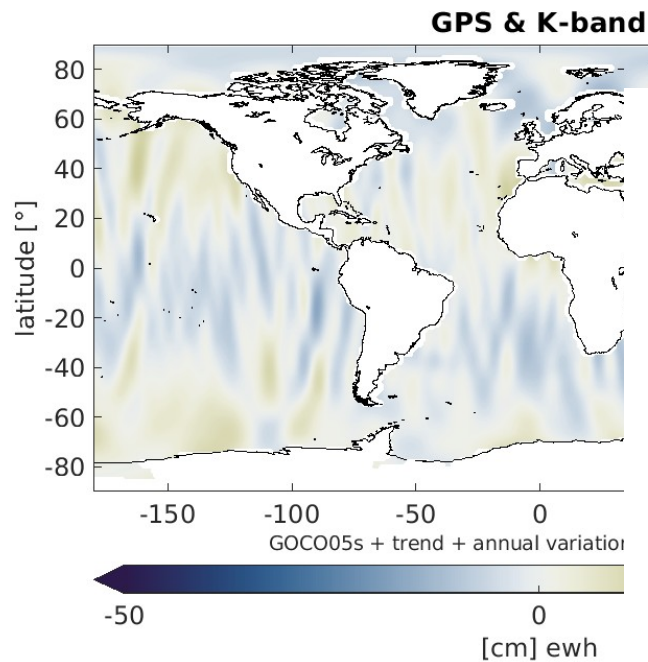 GPS & K-band
80
60
40
20
0
-20
-40
-60
-80
latitude [°]
-150 -100 -50 0
GOCO05s + trend + annual variation
-50 0
[cm] ewh